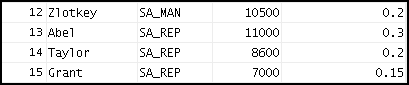 12 Zlotkey SA_MAN 10500 0.2
13 Abel SA_REP 11000 0.3
14 Taylor SA_REP 8600 0.2
15 Grant SA_REP 7000 0.15